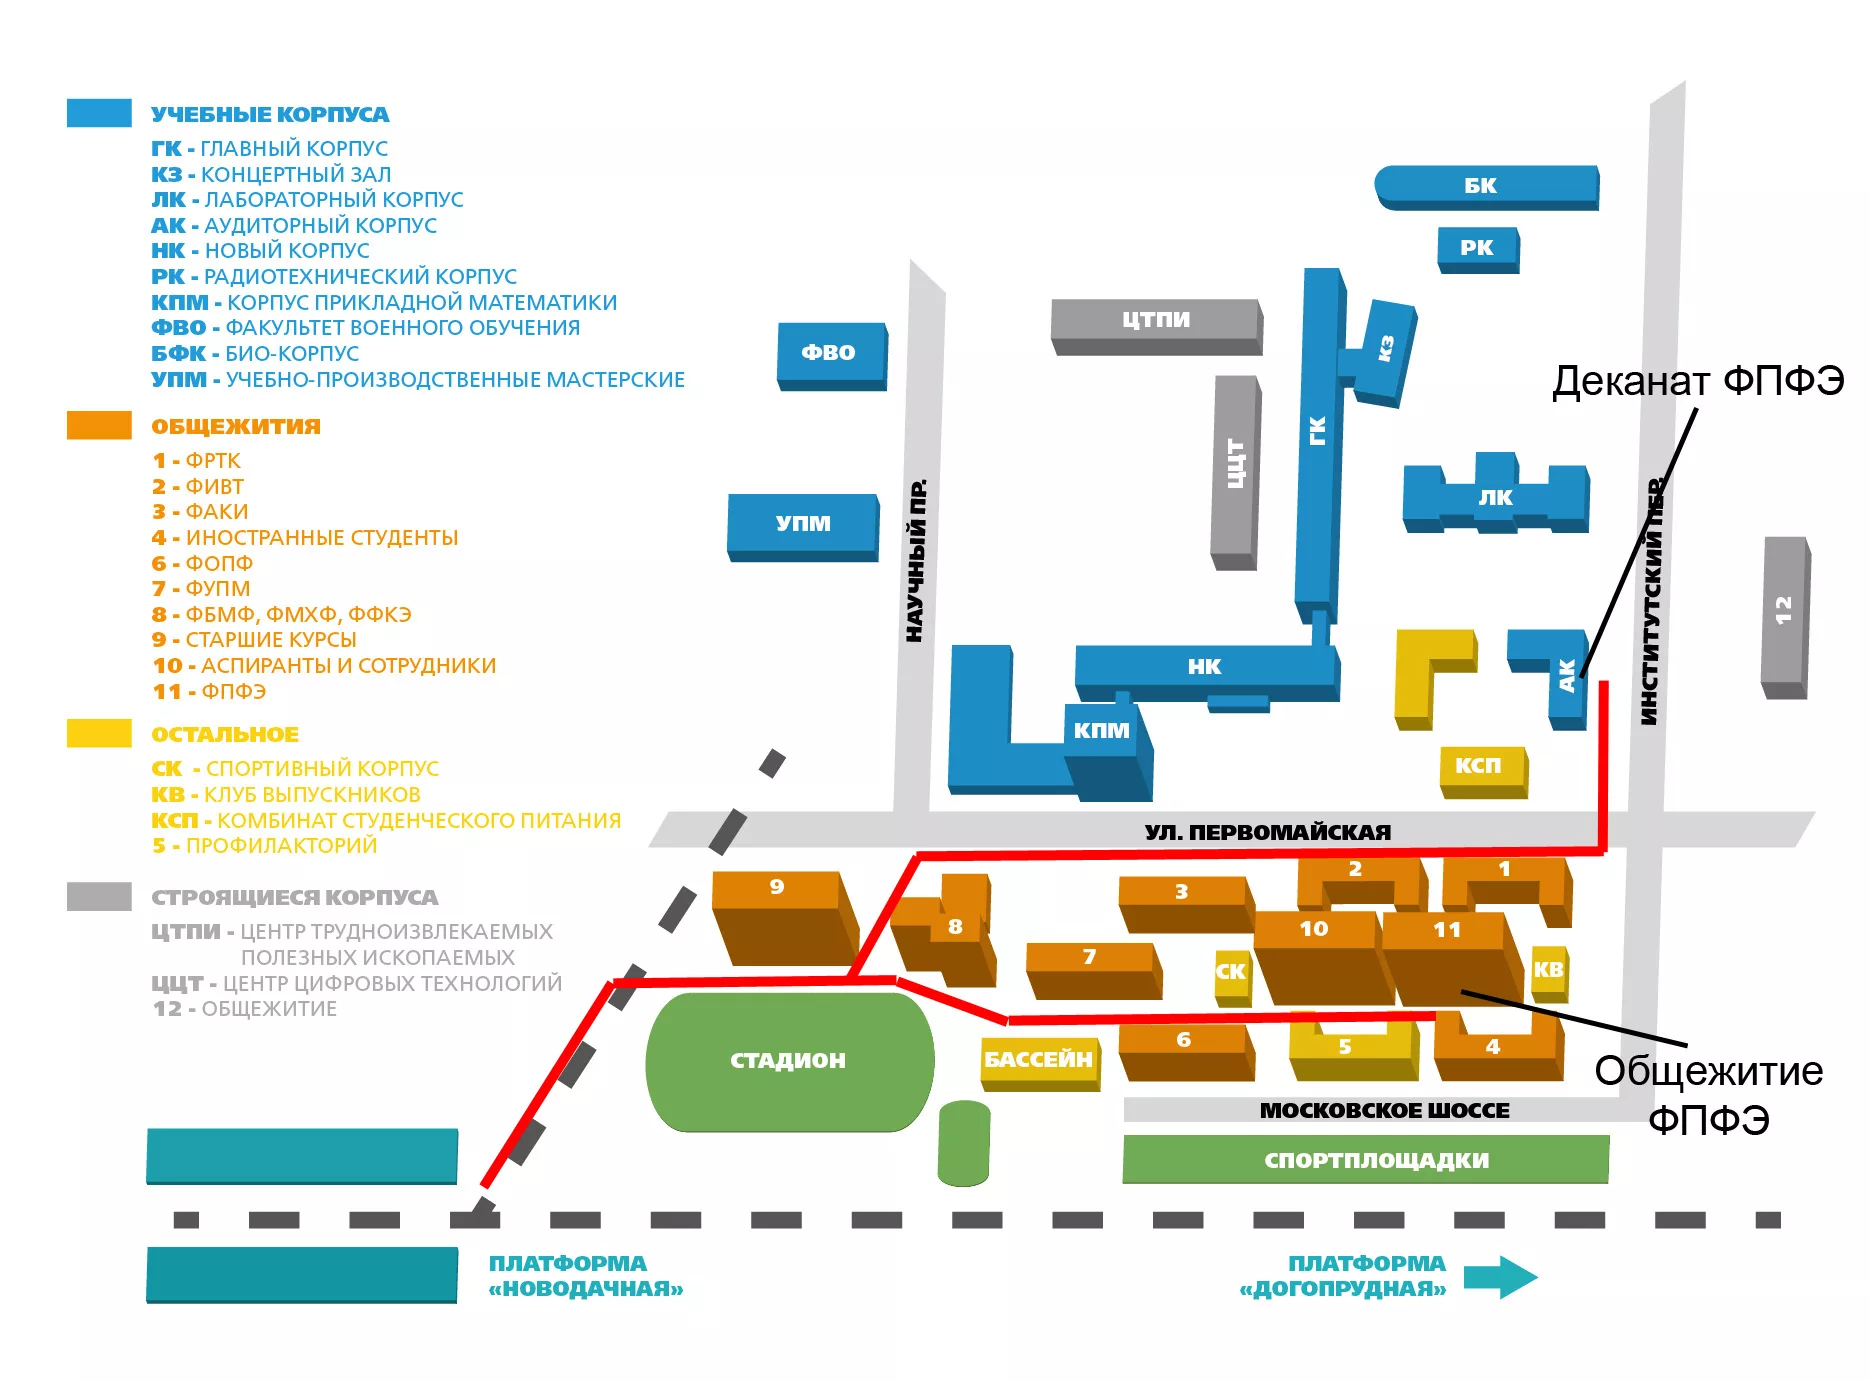 УЧЕБНЫЕ КОРПУСА
ГК - ГЛАВНЫЙ КОРПУС
КЗ - КОНЦЕРТНЫЙ ЗАЛ
ЛК - ЛАБОРАТОРНЫЙ КОРПУС
АК - АУДИТОРНЫЙ КОРПУС
НК - НОВЫЙ КОРПУС
РК - РАДИОТЕХНИЧЕСКИЙ КОРПУС
КПМ - КОРПУС ПРИКЛАДНОЙ МАТЕМАТИКИ
ФВО - ФАКУЛЬТЕТ ВОЕННОГО ОБУЧЕНИЯ
БФК - БИО-КОРПУС
УПМ - УЧЕБНО-ПРОИЗВОДСТВЕННЫЕ МАСТЕРСКИЕ
ОБЩЕЖИТИЯ
1 - ФРТК
2 - ФИВТ
3 - ФАКИ
4 - ИНОСТРАННЫЕ СТУДЕНТЫ
6 - ФОПФ
7 - ФУПМ
8 - ФБМФ, ФМХФ, ФФКЭ
9 - СТАРШИЕ КУРСЫ
10 - АСПИРАНТЫ И СОТРУДНИКИ
11 - ФПФЭ
ОСТАЛЬНОЕ
СК - СПОРТИВНЫЙ КОРПУС
КВ - КЛУБ ВЫПУСКНИКОВ
КСП - КОМБИНАТ СТУДЕНЧЕСКОГО ПИТАНИЯ
5 - ПРОФИЛАКТОРИЙ
СТРОЯЩИЕСЯ КОРПУСА
ЦТПИ - ЦЕНТР ТРУДНОИЗВЛЕКАЕМЫХ
ПОЛЕЗНЫХ ИСКОПАЕМЫХ
ЦЦТ - ЦЕНТР ЦИФРОВЫХ ТЕХНОЛОГИЙ
12 - ОБЩЕЖИТИЕ
БК
РК
ЦТПИ
КЗ
ФВО
Деканат ФПФЭ
ГК
ЦЦТ
ЛК
УПМ
НАУЧНЫЙ ПР.
ИНСТИТУТСКИЙ ПЕР.
12
НК
АК
КПМ
КСП
УЛ. ПЕРВОМАЙСКАЯ
9
3
2
1
8
10
11
7
СК
КВ
СТАДИОН
БАССЕЙН
6
5
4
Общежитие
ФПФЭ
МОСКОВСКОЕ ШОССЕ
СПОРТПЛОЩАДКИ
ПЛАТФОРМА
«НОВОДАЧНАЯ»
ПЛАТФОРМА
«ДОГОПРУДНАЯ»